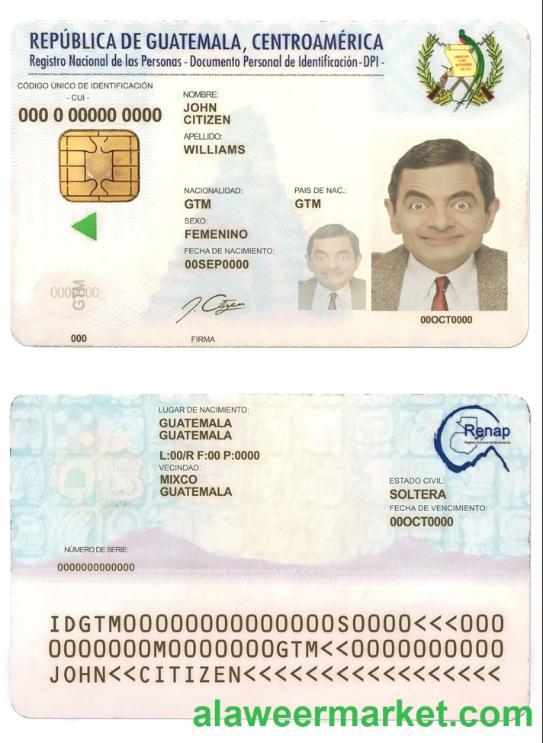 REPÚBLICA DE GUATEMALA, CENTROAMÉRICA
Registro Nacional de las Personas - Documento Personal de Identificación-DPI -
CÓDIGO ÚNICO DE IDENTIFICACIÓN
- CUI -
000 0 00000 0000
NOMBRE:
JOHN
CITIZEN
APELLIDO:
WILLIAMS
NACIONALIDAD:
PAIS DE NAC.:
GTM
GTM
SEXO:
FEMENINO
FECHA DE NACIMIENTO:
00SEP0000
GTM
00OCT0000
J. Citizen
000
FIRMA
LUGAR DE NACIMIENTO:
GUATEMALA
GUATEMALA
L:00/R F:00 P:0000
VECINDAD:
MIXCO
GUATEMALA
Renap
ESTADO CIVIL:
SOLTERA
FECHA DE VENCIMIENTO:
00OCT0000
NÚMERO DE SERIE:
0000000000000
IDGTM00000000000000S0000<<<000
0000000M0000000GTM<<0000000000
JOHN<<CITIZEN<<<<<<<<<<<<<<<<<
alaweermarket.com